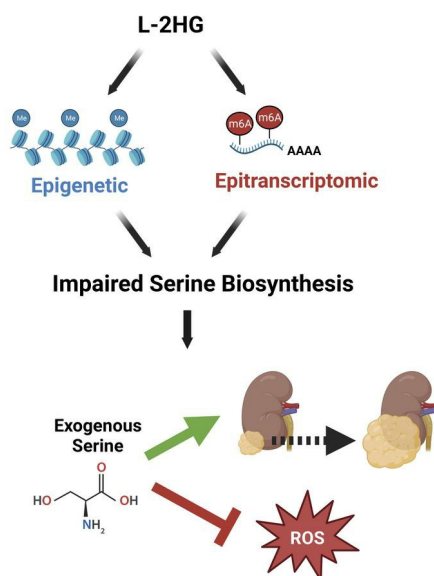 L-2HG
Me Me Me
m6A m6A
AAAA
Epigenetic
Epitranscriptomic
Impaired Serine Biosynthesis
Exogenous
Serine
O
HO OH
NH2
ROS